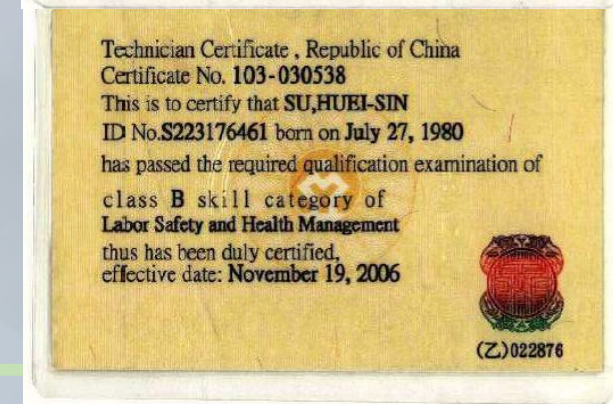 Technician Certificate , Republic of China
Certificate No. 103-030538
This is to certify that SU,HUEI-SIN
ID No.S223176461 born on July 27, 1980
has passed the required qualification examination of
class B skill category of
Labor Safety and Health Management
thus has been duly certified,
effective date: November 19, 2006
(乙)022876